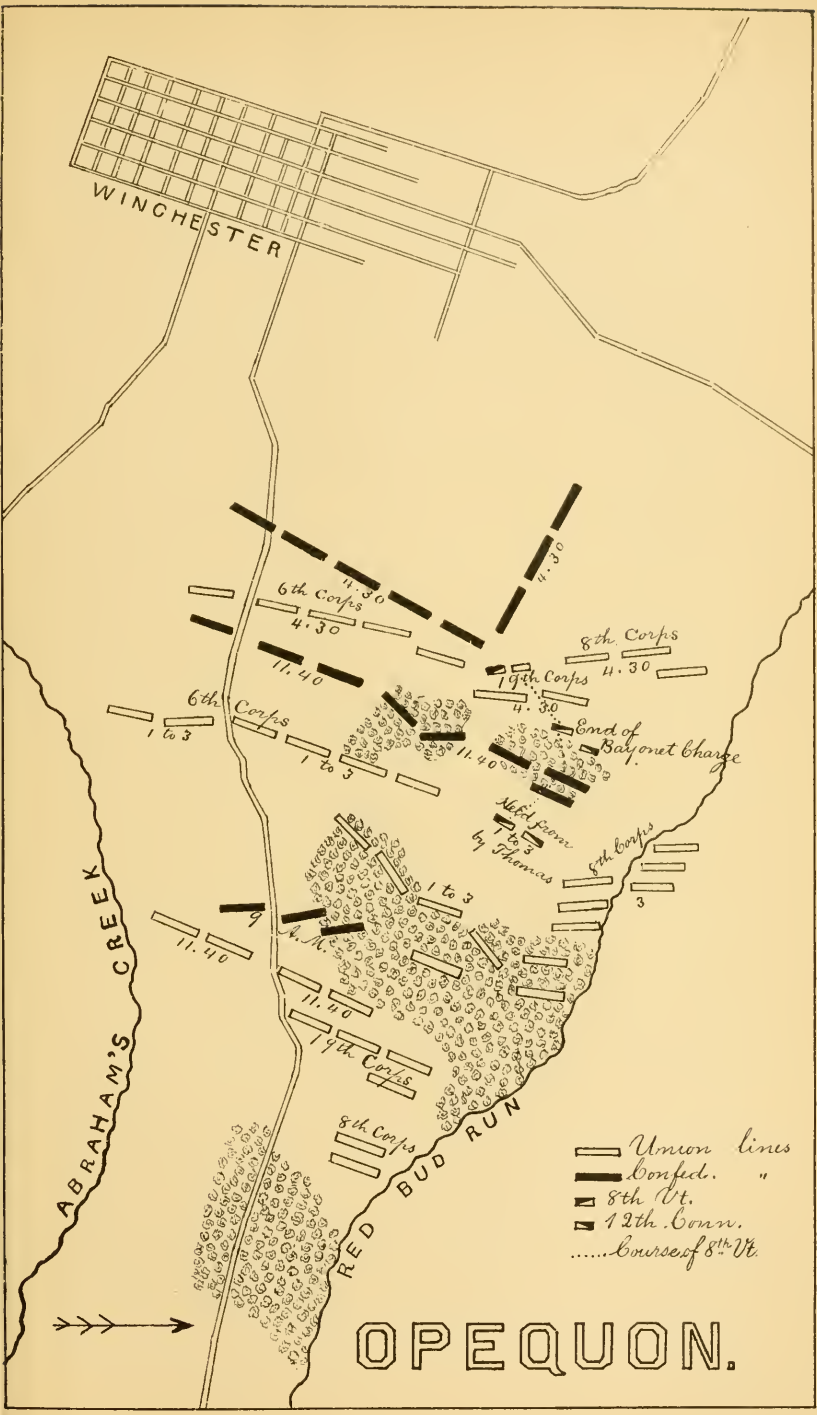 WINCHESTER
4.30
4.30
6th Corps
4.30
8th Corps
4.30
11.40
19th Corps
4.30
6th Corps
1 to 3
1 to 3
11.40
End of
Bayonet Charge
Held from
1 to 3
by Thomas
8th Corps
3
1 to 3
9
A.M.
11.40
11.40
19th Corps
8th Corps
ABRAHAM'S CREEK
RED BUD RUN
Union lines
Confed. "
8th Vt.
12th Conn.
......Course of 8th Vt.
OPEQUON.